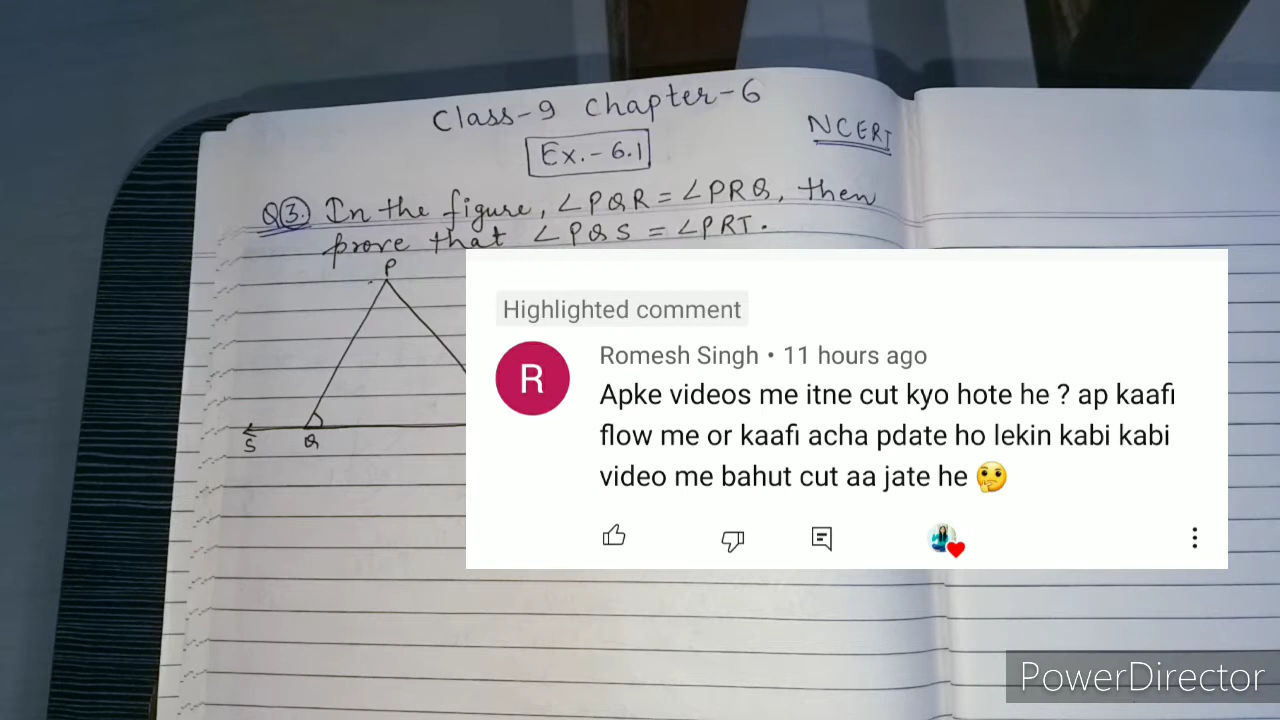 Class-9 Chapter-6
NCERT
Ex.-6.1
Q3. In the figure, ∠PQR = ∠PRQ, then
prove that ∠PQS = ∠PRT.
P
S
Q
Highlighted comment
R
Romesh Singh • 11 hours ago
Apke videos me itne cut kyo hote he ? ap kaafi
flow me or kaafi acha pdate ho lekin kabi kabi
video me bahut cut aa jate he 🤔
PowerDirector